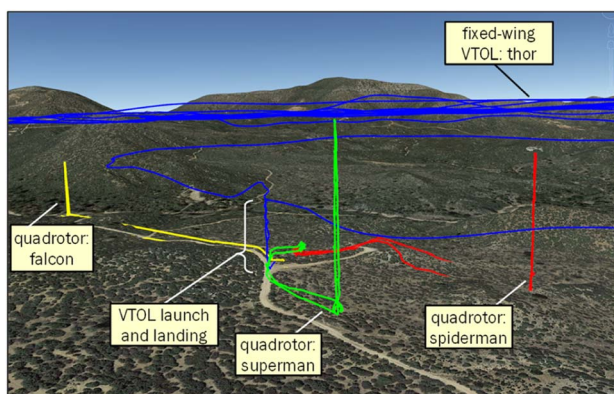 fixed-wing
VTOL: thor
quadrotor:
falcon
VTOL launch
and landing
quadrotor:
superman
quadrotor:
spiderman